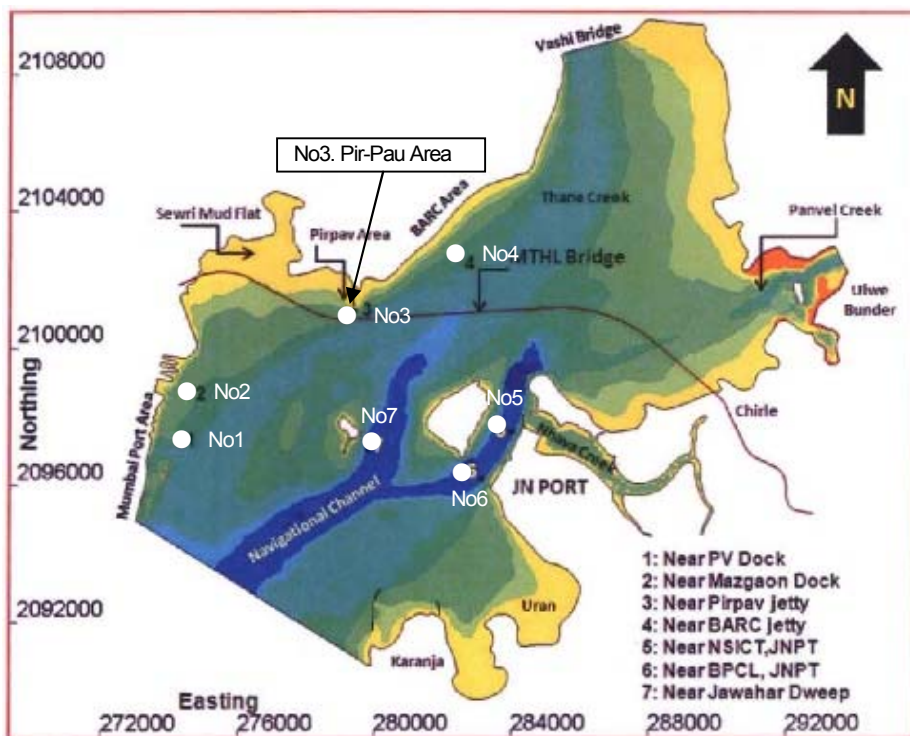 Vashi Bridge
2108000
N
No3. Pir-Pau Area
BARC Area
2104000
Thane Creek
Panvel Creek
Sewri Mud Flat
Pirpav Area
No4
4
MTHL Bridge
Ulwe
Bunder
3
No3
2100000
Northing
2
No2
No5
No7
Chirle
No1
Mumbai Port Area
Nhava Creek
2096000
JN PORT
No6
Navigational Channel
1: Near PV Dock
2: Near Mazgaon Dock
3: Near Pirpav jetty
4: Near BARC jetty
5: Near NSICT,JNPT
6: Near BPCL, JNPT
7: Near Jawahar Dweep
2092000
Uran
Karanja
Easting
272000
276000
280000
284000
288000
292000